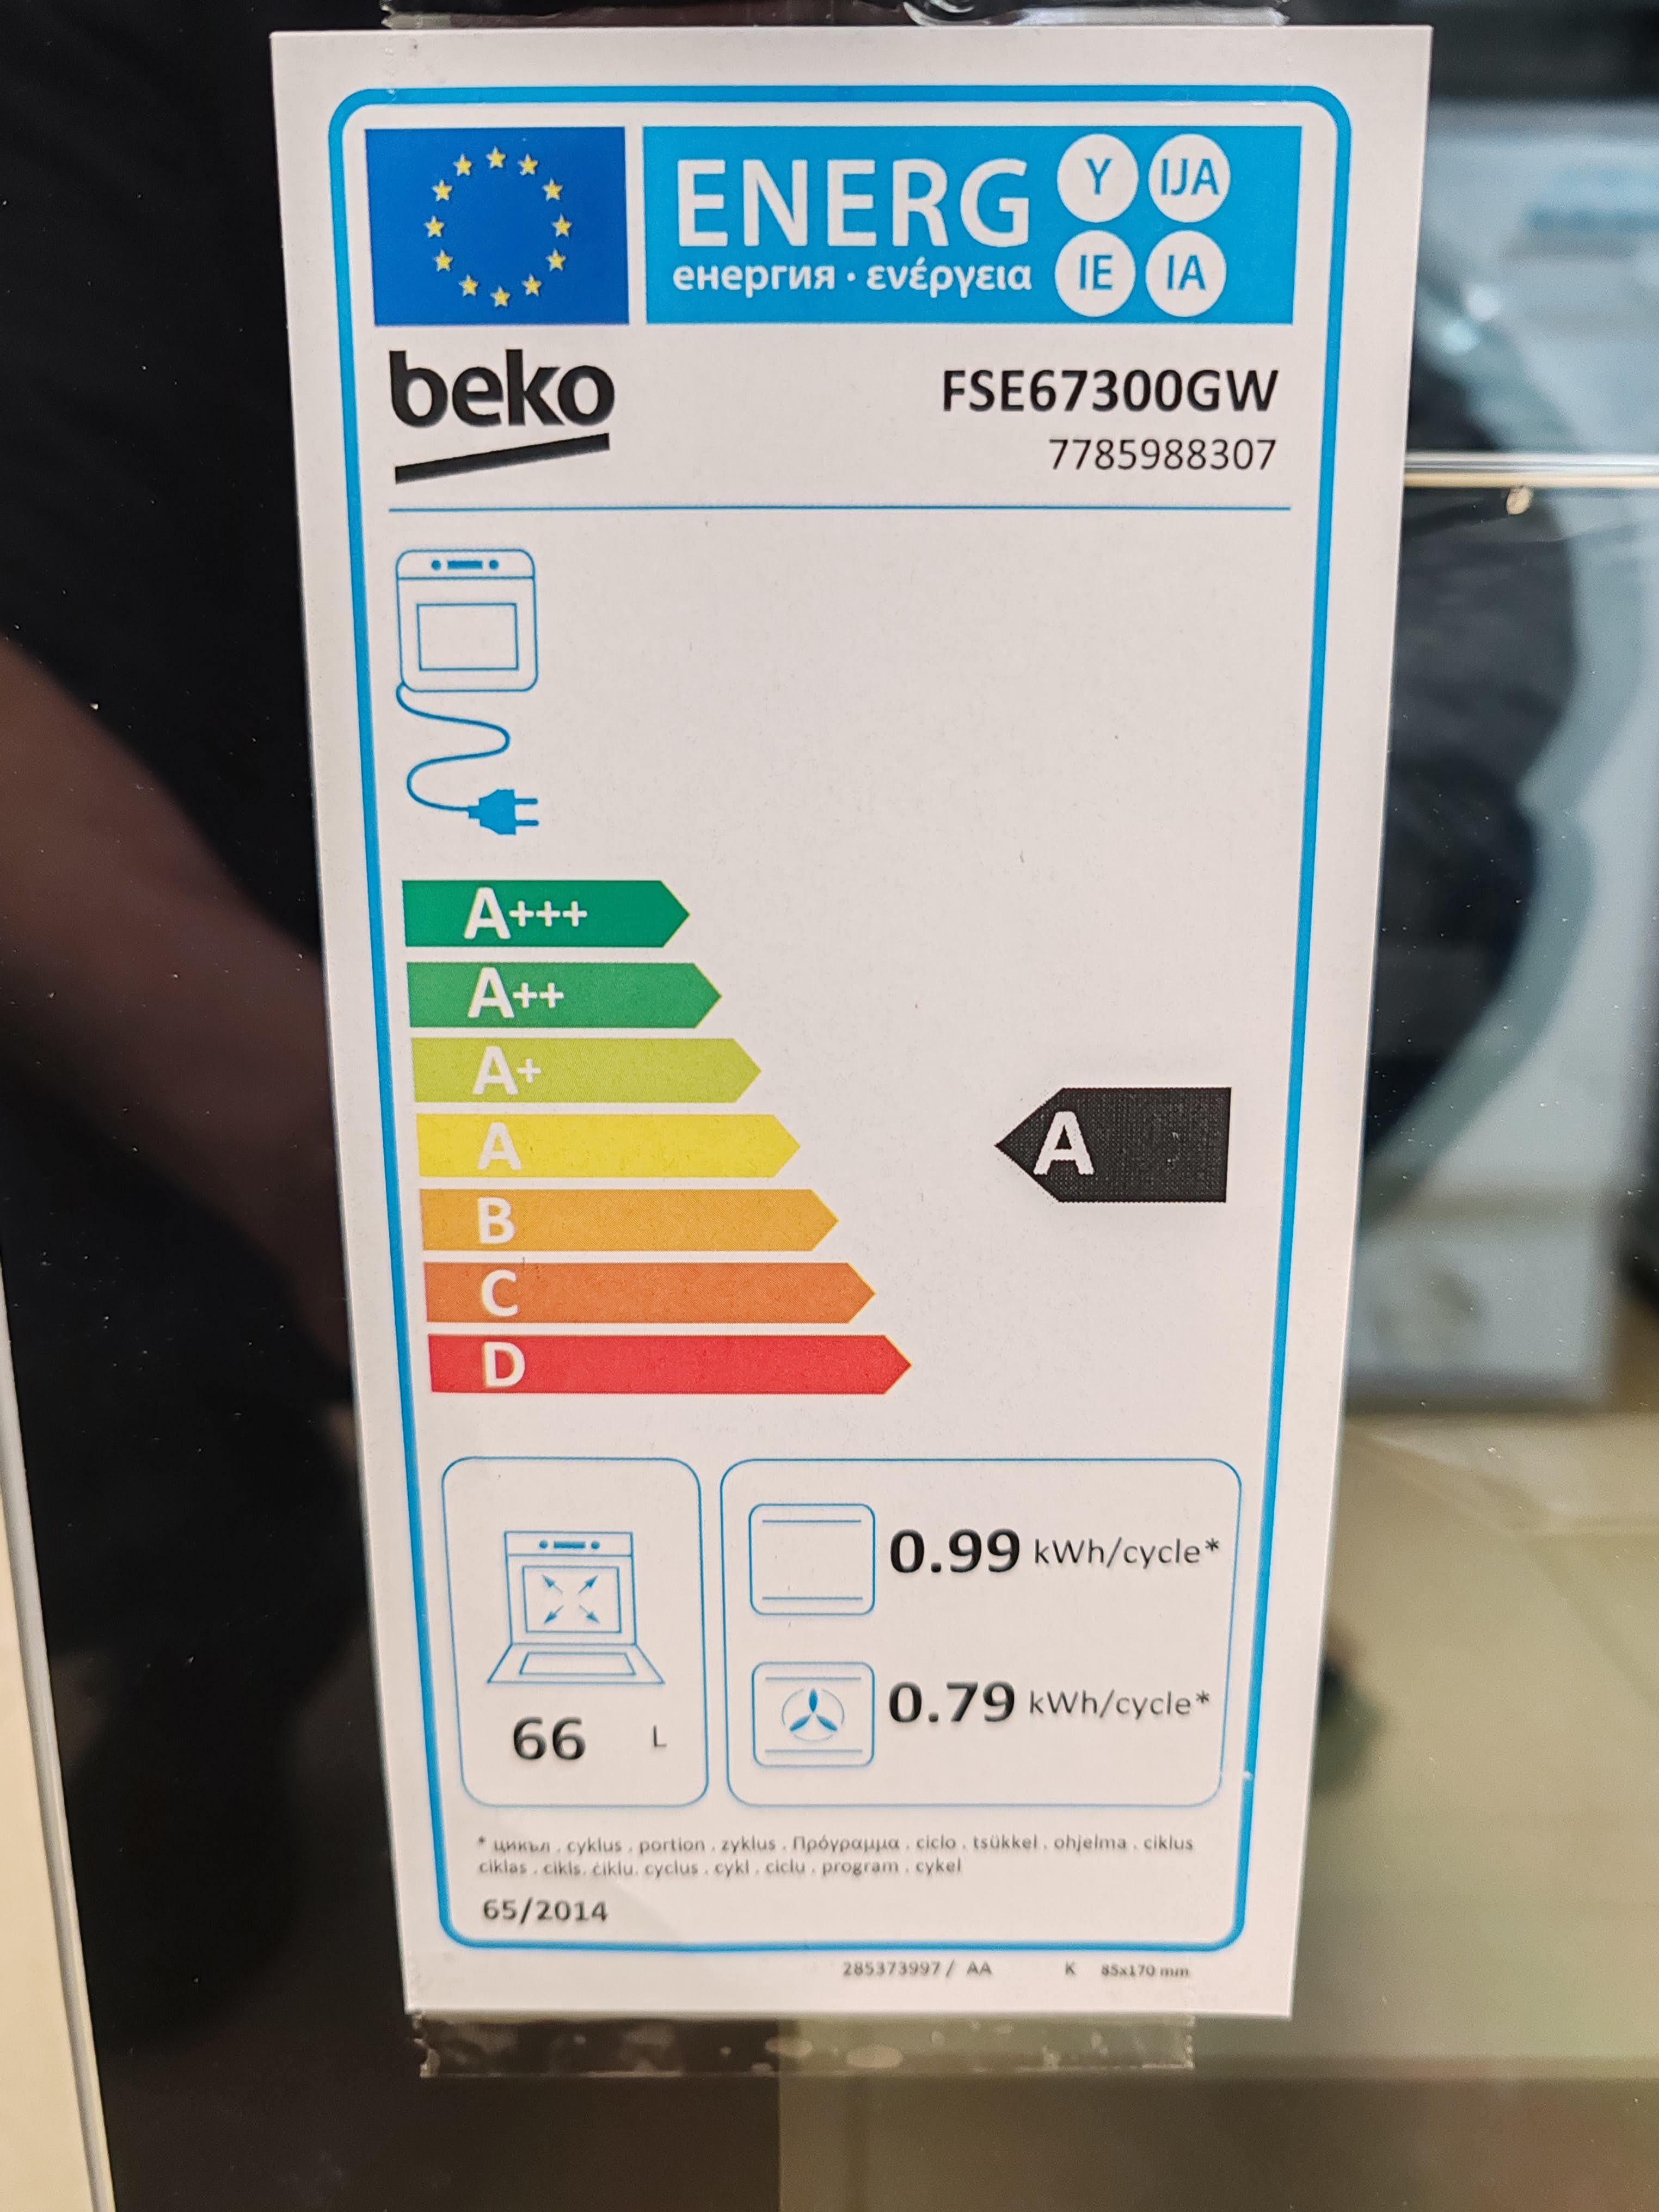 ENERG Y IJA
енергия · ενέργεια IE IA
beko
FSE67300GW
7785988307
A+++
A++
A+
A
A
B
C
D
0.99 kWh/cycle*
0.79 kWh/cycle*
66 L
* цикъл . cyklus . portion . zyklus . Πρόγραμμα . ciclo . tsükkel . ohjelma . ciklus
ciklas . cikls. ċiklu. cyclus . cykl . ciclu . program . cykel
65/2014
285373997 / AA K 85x170 mm